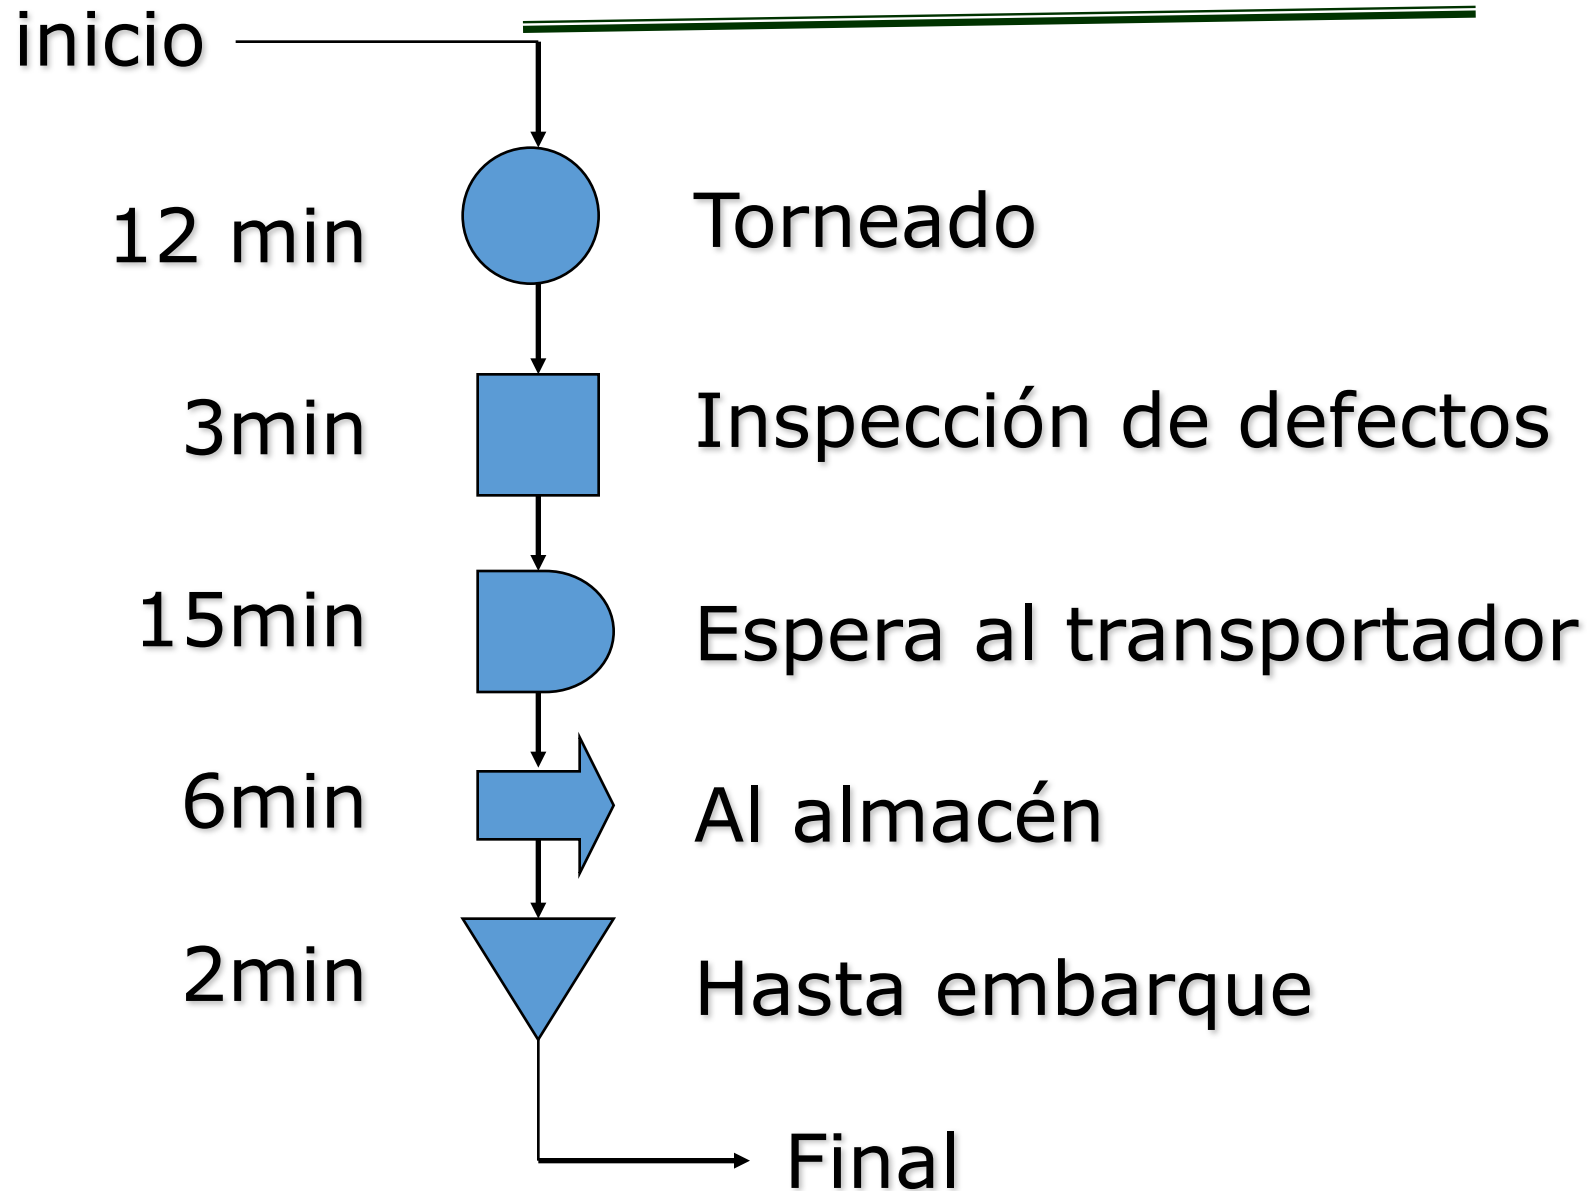 inicio
12 min
Torneado
3min
Inspección de defectos
15min
Espera al transportador
6min
Al almacén
2min
Hasta embarque
Final